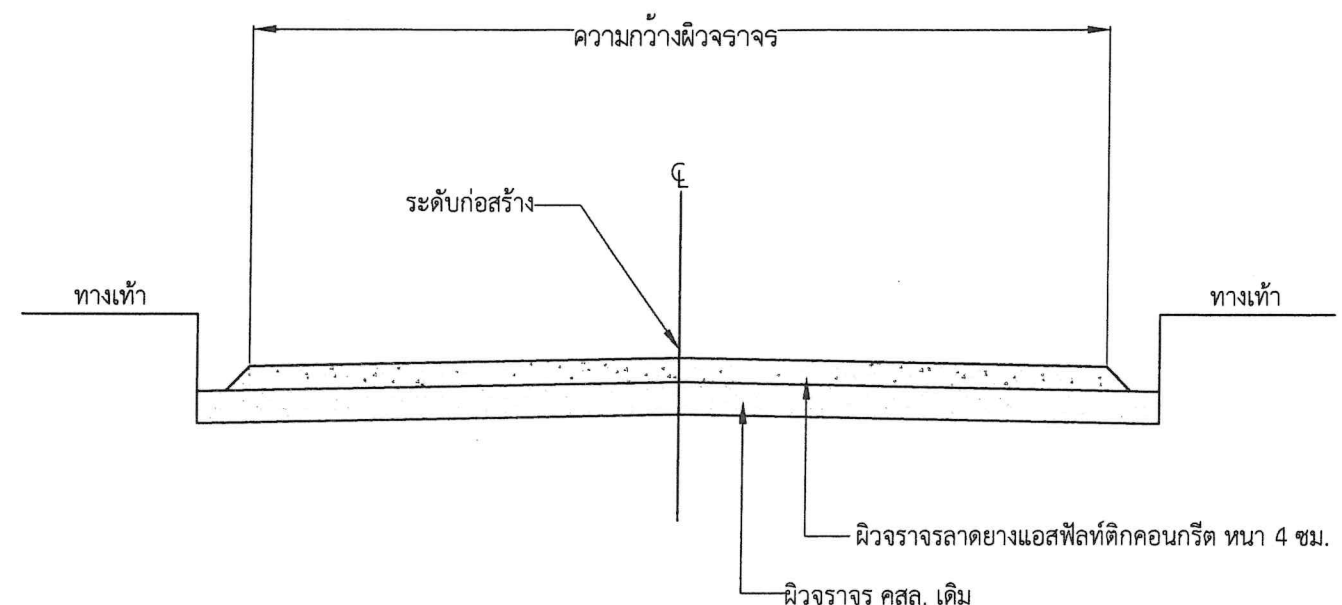 ความกว้างผิวจราจร
℄
ระดับก่อสร้าง
ทางเท้า
ทางเท้า
ผิวจราจรลาดยางแอสฟัลท์ติกคอนกรีต หนา 4 ซม.
ผิวจราจร คสล. เดิม